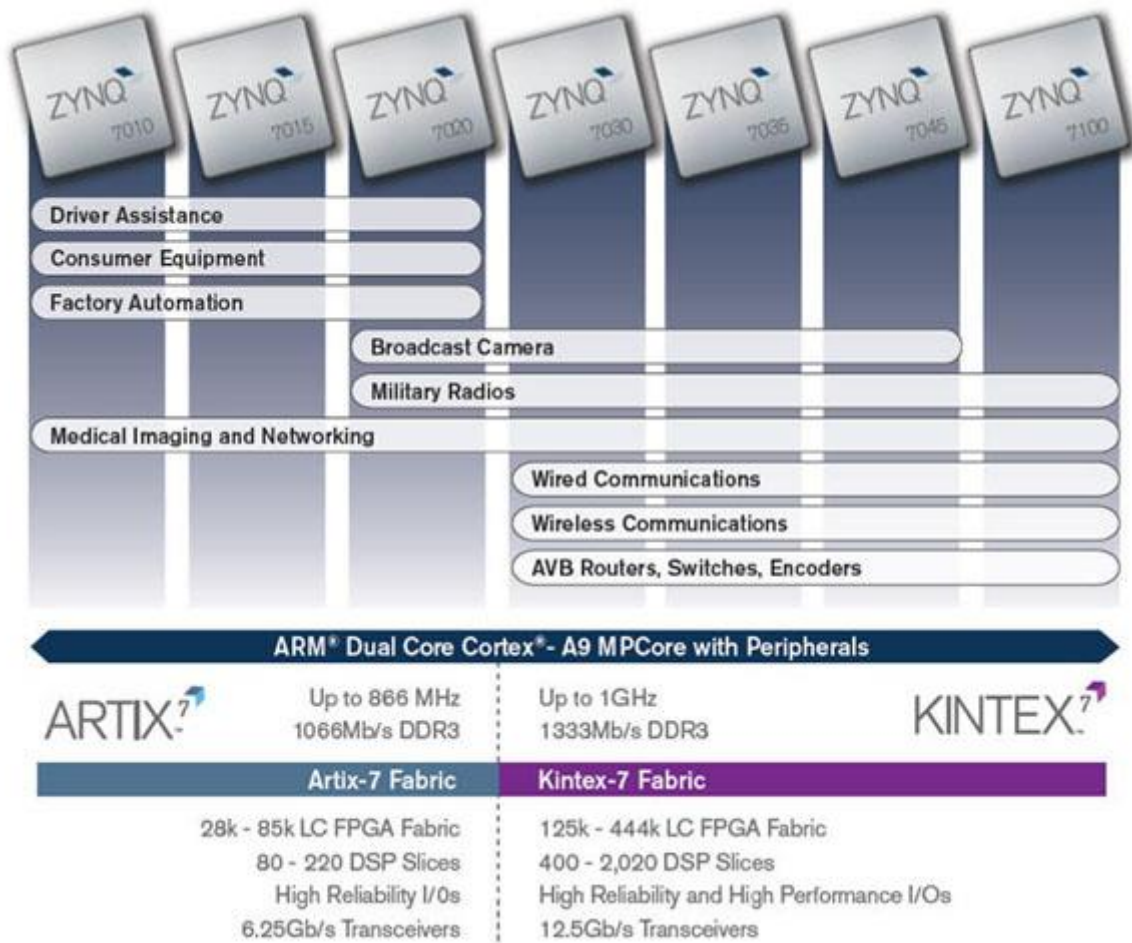 ZYNQ 7010
ZYNQ 7015
ZYNQ 7020
ZYNQ 7030
ZYNQ 7035
ZYNQ 7045
ZYNQ 7100
Driver Assistance
Consumer Equipment
Factory Automation
Broadcast Camera
Military Radios
Medical Imaging and Networking
Wired Communications
Wireless Communications
AVB Routers, Switches, Encoders
ARM® Dual Core Cortex®- A9 MPCore with Peripherals
ARTIX.7™
Up to 866 MHz
1066Mb/s DDR3
Up to 1GHz
1333Mb/s DDR3
KINTEX.7™
Artix-7 Fabric
Kintex-7 Fabric
28k - 85k LC FPGA Fabric
80 - 220 DSP Slices
High Reliability I/0s
6.25Gb/s Transceivers
125k - 444k LC FPGA Fabric
400 - 2,020 DSP Slices
High Reliability and High Performance I/Os
12.5Gb/s Transceivers